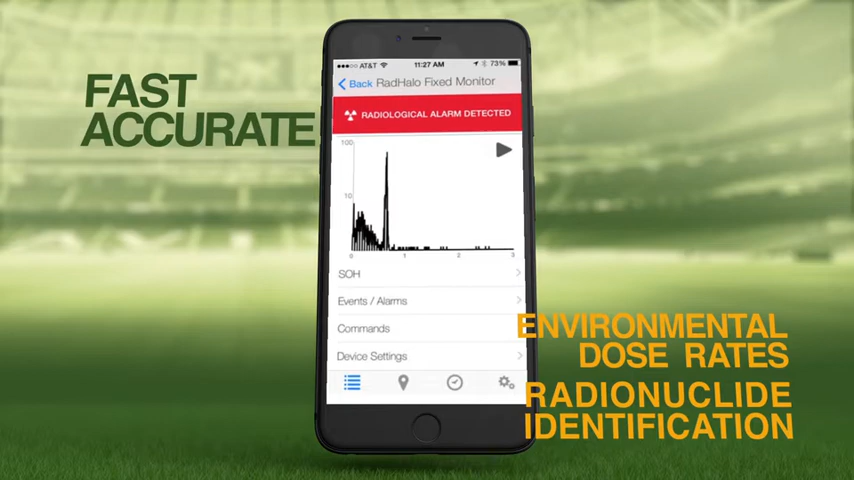 FAST
ACCURATE
AT&T 11:27 AM 73%
Back RadHalo Fixed Monitor
RADIOLOGICAL ALARM DETECTED
100
10
0 1 2 3
SOH
Events / Alarms
Commands
Device Settings
ENVIRONMENTAL
DOSE RATES
RADIONUCLIDE
IDENTIFICATION